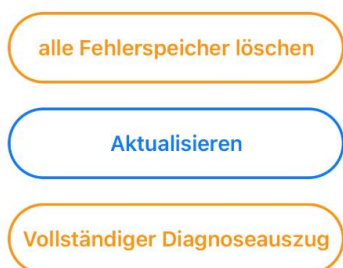 alle Fehlerspeicher löschen
Aktualisieren
Vollständiger Diagnoseauszug